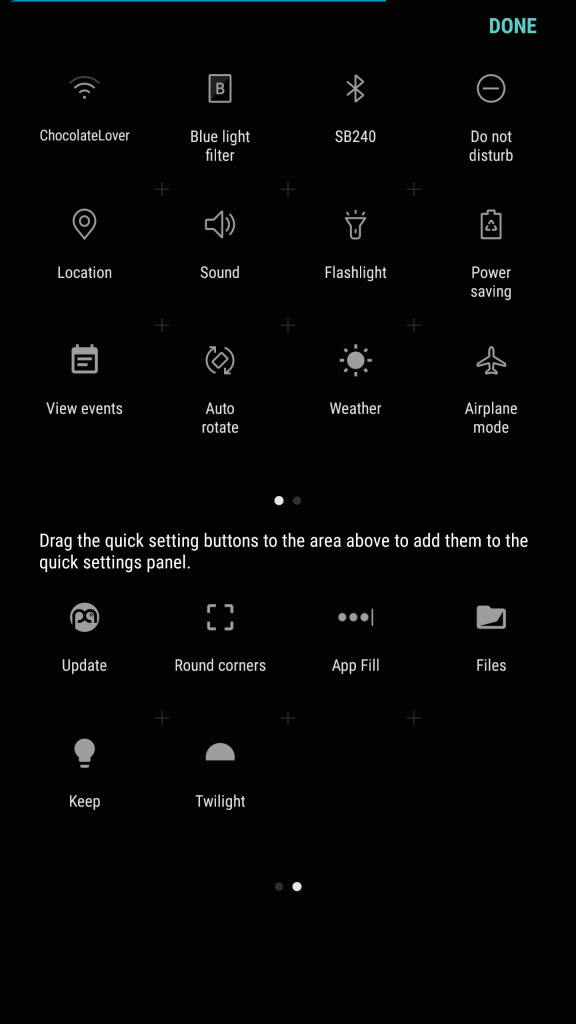 DONE
ChocolateLover
Blue light
filter
SB240
Do not
disturb
Location
Sound
Flashlight
Power
saving
View events
Auto
rotate
Weather
Airplane
mode
Drag the quick setting buttons to the area above to add them to the
quick settings panel.
Update
Round corners
App Fill
Files
Keep
Twilight